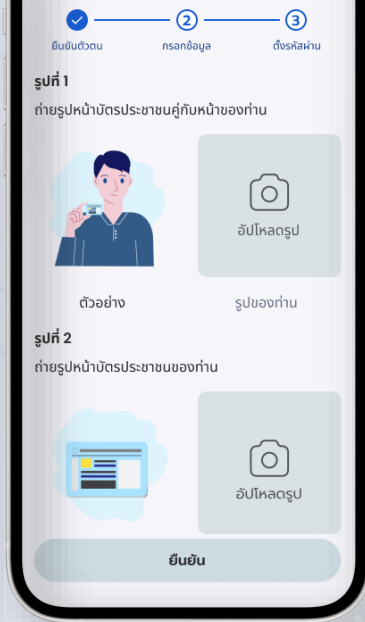 2
3
ยืนยันตัวตน
กรอกข้อมูล
ตั้งรหัสผ่าน
รูปที่ 1
ถ่ายรูปหน้าบัตรประชาชนคู่กับหน้าของท่าน
อัปโหลดรูป
ตัวอย่าง
รูปของท่าน
รูปที่ 2
ถ่ายรูปหน้าบัตรประชาชนของท่าน
อัปโหลดรูป
ยืนยัน